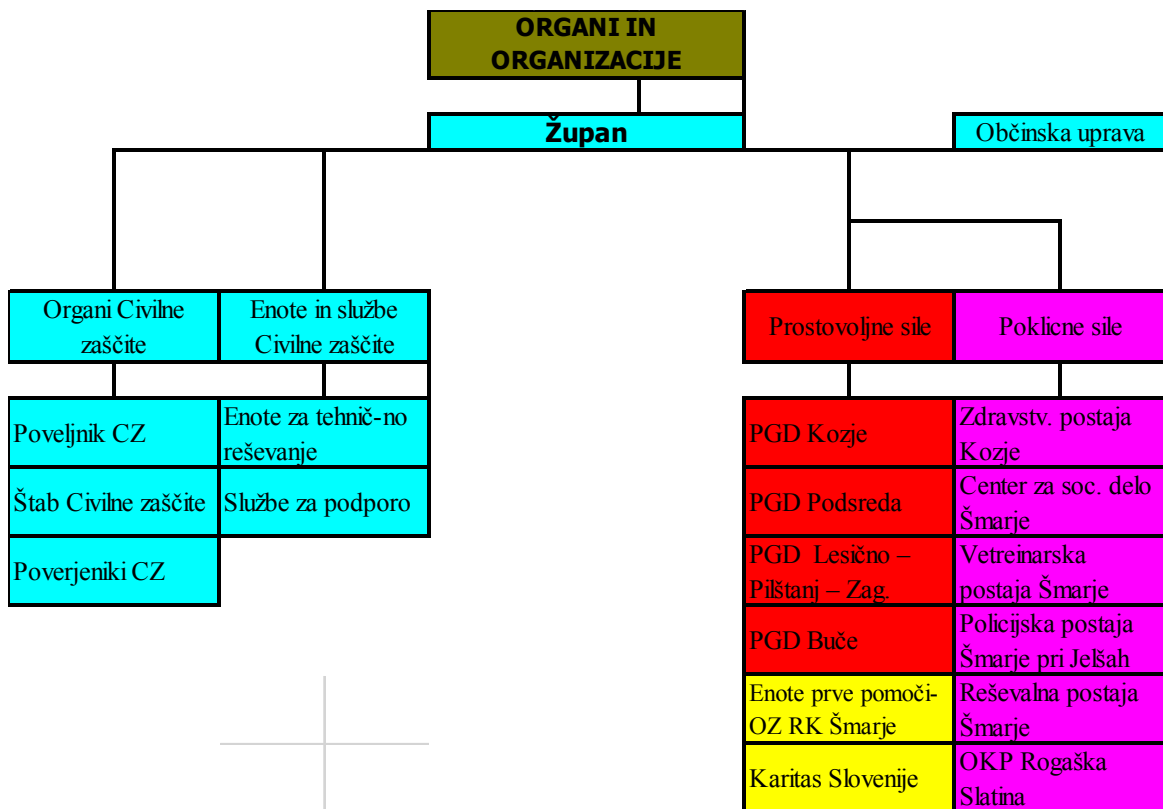 ORGANI IN
ORGANIZACIJE
Župan
Občinska uprava
Organi Civilne
zaščite
Enote in službe
Civilne zaščite
Prostovoljne sile
Poklicne sile
Poveljnik CZ
Štab Civilne zaščite
Poverjeniki CZ
Enote za tehnič-no
reševanje
Službe za podporo
PGD Kozje
PGD Podsreda
PGD  Lesično –
Pilštanj – Zag.
PGD Buče
Enote prve pomoči-
OZ RK Šmarje
Karitas Slovenije
Zdravstv. postaja
Kozje
Center za soc. delo
Šmarje
Vetreinarska
postaja Šmarje
Policijska postaja
Šmarje pri Jelšah
Reševalna postaja
Šmarje
OKP Rogaška
Slatina